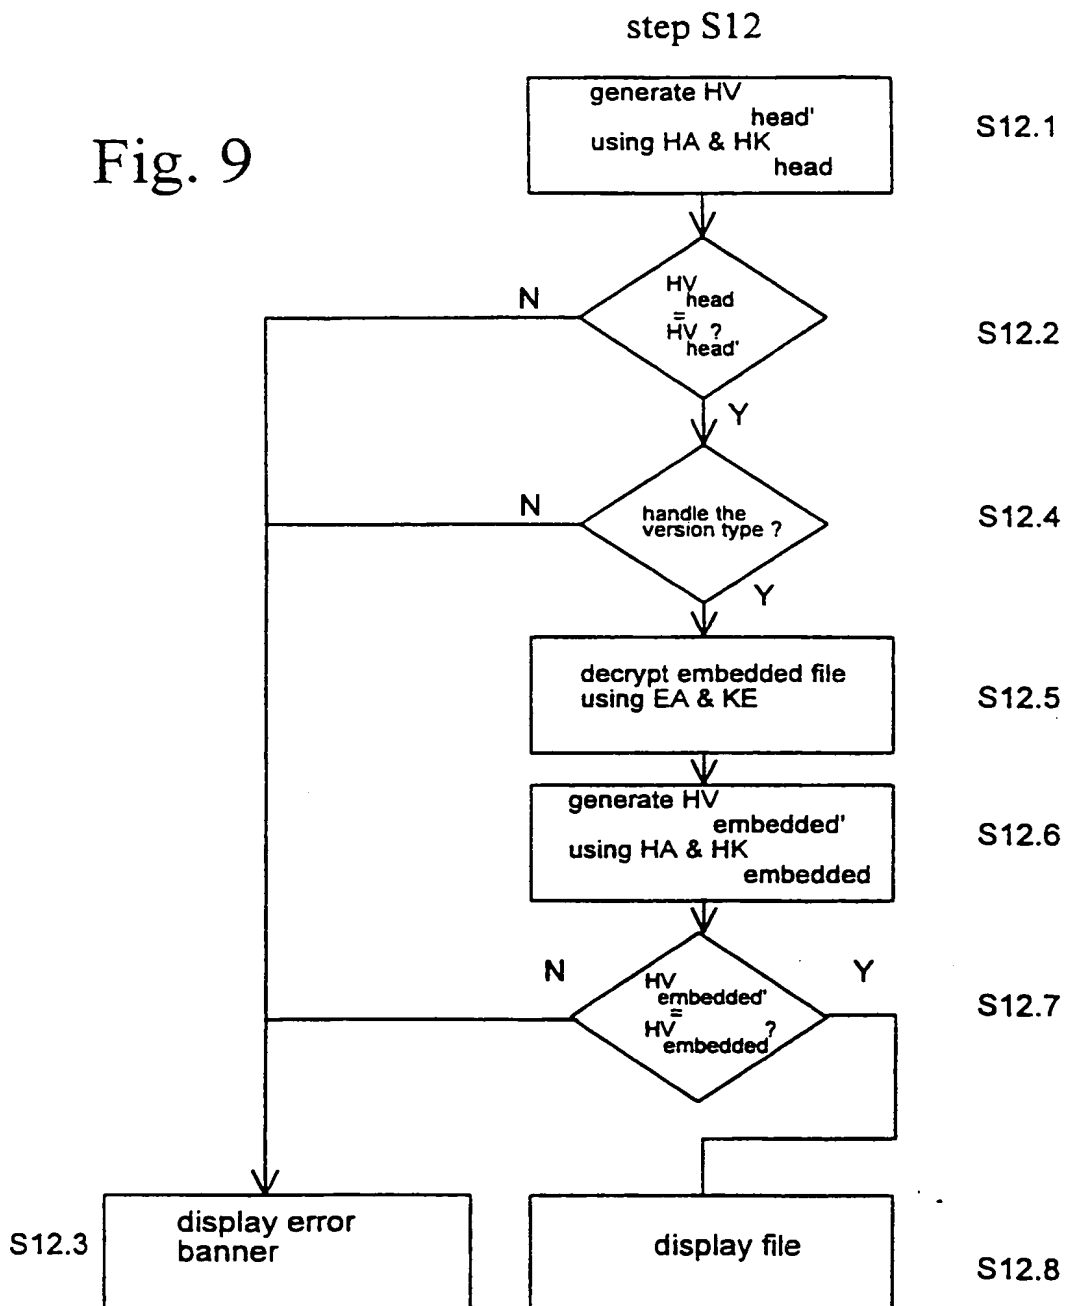 step S12
Fig. 9
generate HV
head'
using HA & HK
head
S12.1
HV
head
=
HV ?
head'
N
S12.2
Y
handle the
version type ?
N
S12.4
Y
decrypt embedded file
using EA & KE
S12.5
generate HV
embedded'
using HA & HK
embedded
S12.6
N
Y
HV
embedded'
=
HV ?
embedded
S12.7
S12.3
display error
banner
display file
S12.8